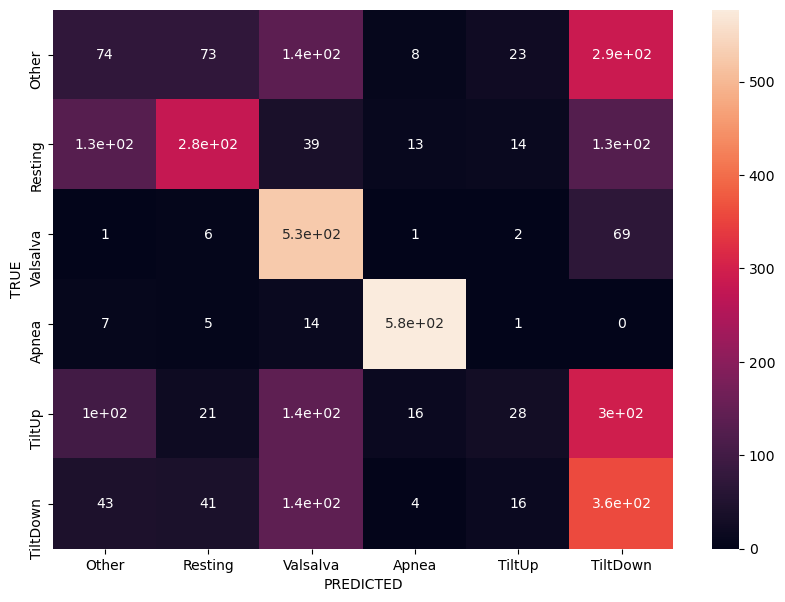 Other 74 73 1.4e+02 8 23 2.9e+02
Resting 1.3e+02 2.8e+02 39 13 14 1.3e+02
Valsalva 1 6 5.3e+02 1 2 69
Apnea 7 5 14 5.8e+02 1 0
TiltUp 1e+02 21 1.4e+02 16 28 3e+02
TiltDown 43 41 1.4e+02 4 16 3.6e+02
Other Resting Valsalva Apnea TiltUp TiltDown
PREDICTED
TRUE
500
400
300
200
100
0